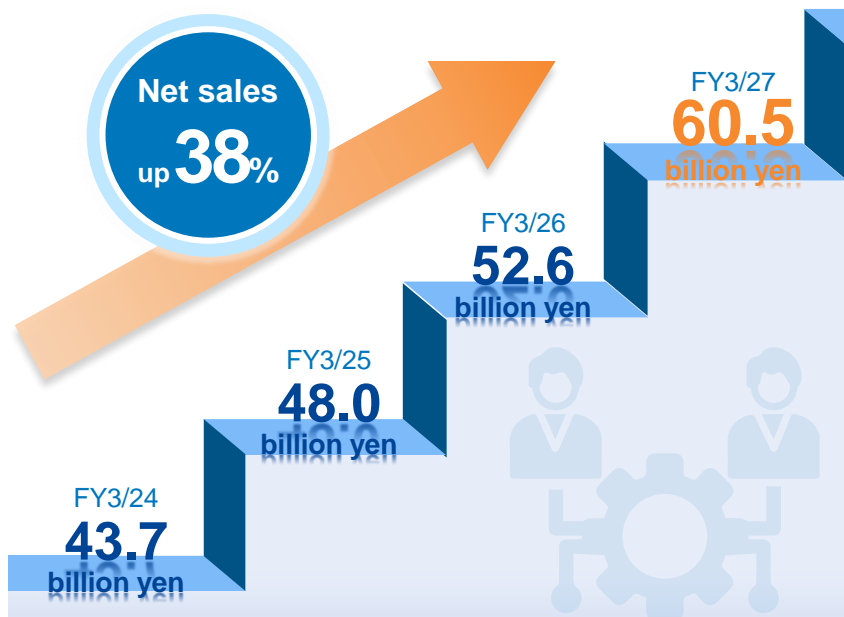 Net sales
up 38%
FY3/27
60.5
billion yen
FY3/26
52.6
billion yen
FY3/25
48.0
billion yen
FY3/24
43.7
billion yen